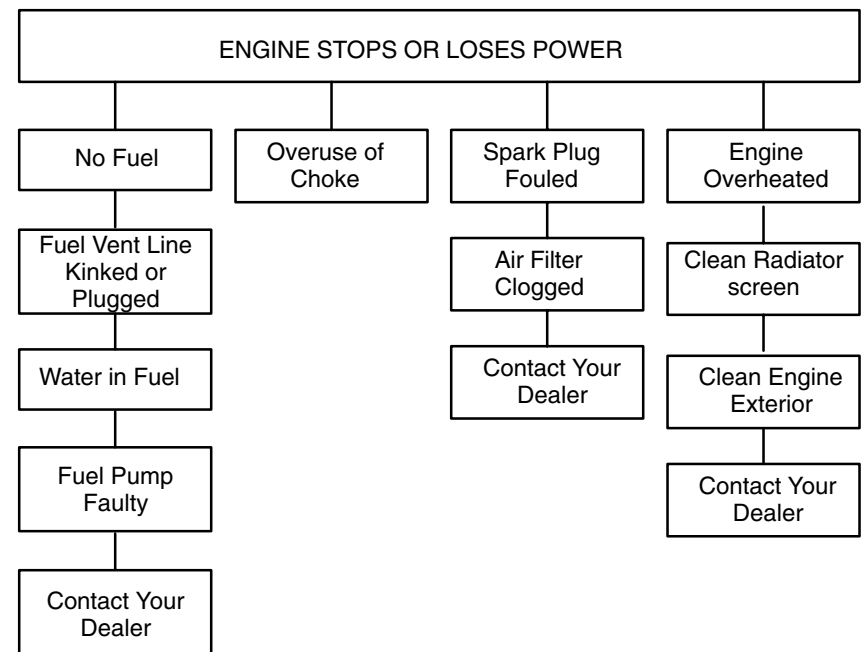 ENGINE STOPS OR LOSES POWER
No Fuel
Fuel Vent Line
Kinked or
Plugged
Water in Fuel
Fuel Pump
Faulty
Contact Your
Dealer
Overuse of
Choke
Spark Plug
Fouled
Air Filter
Clogged
Contact Your
Dealer
Engine
Overheated
Clean Radiator
screen
Clean Engine
Exterior
Contact Your
Dealer